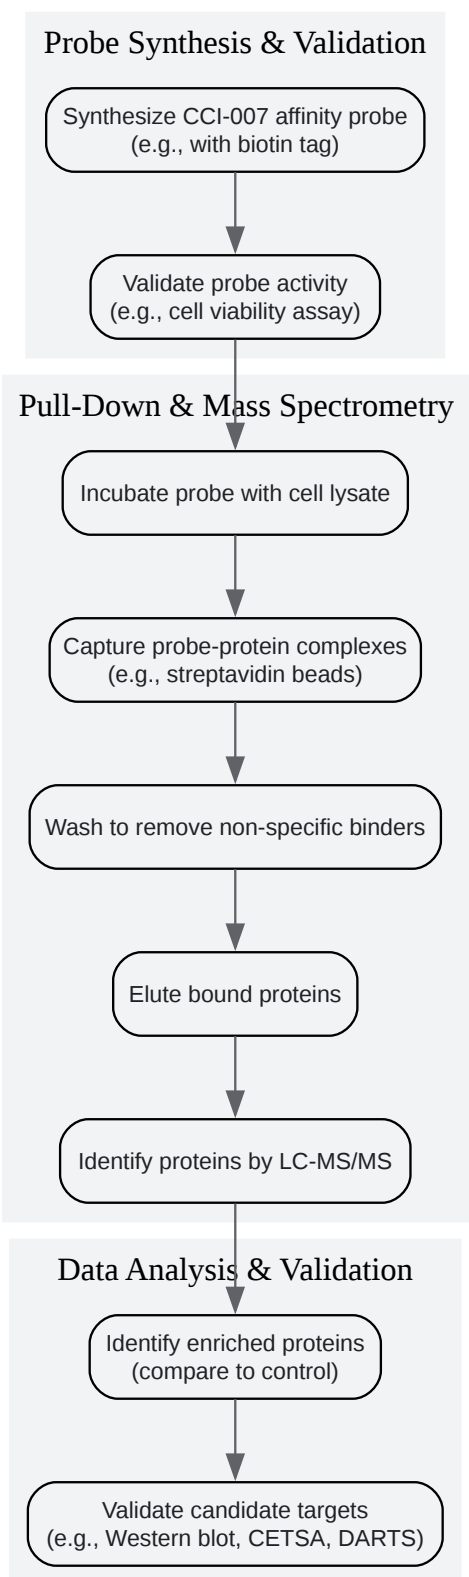 Probe Synthesis & Validation
Synthesize CCI-007 affinity probe
(e.g., with biotin tag)
Validate probe activity
(e.g., cell viability assay)
Pull-Down & Mass Spectrometry
Incubate probe with cell lysate
Capture probe-protein complexes
(e.g., streptavidin beads)
Wash to remove non-specific binders
Elute bound proteins
Identify proteins by LC-MS/MS
Data Analysis & Validation
Identify enriched proteins
(compare to control)
Validate candidate targets
(e.g., Western blot, CETSA, DARTS)